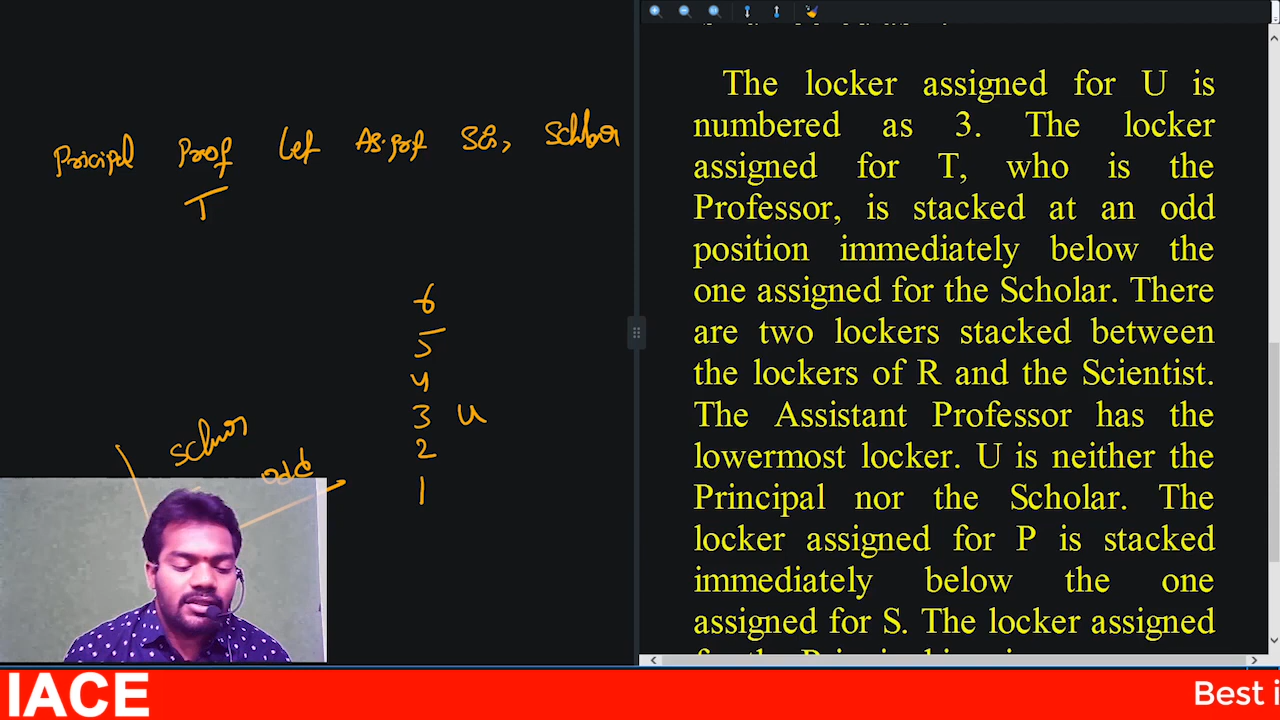 Pricipal Prof Lef As.prof Sci, Schloar
T
6
5
4
3 U
2
1
schor
odd
The locker assigned for U is
numbered as 3. The locker
assigned for T, who is the
Professor, is stacked at an odd
position immediately below the
one assigned for the Scholar. There
are two lockers stacked between
the lockers of R and the Scientist.
The Assistant Professor has the
lowermost locker. U is neither the
Principal nor the Scholar. The
locker assigned for P is stacked
immediately below the one
assigned for S. The locker assigned
IACE
Best i